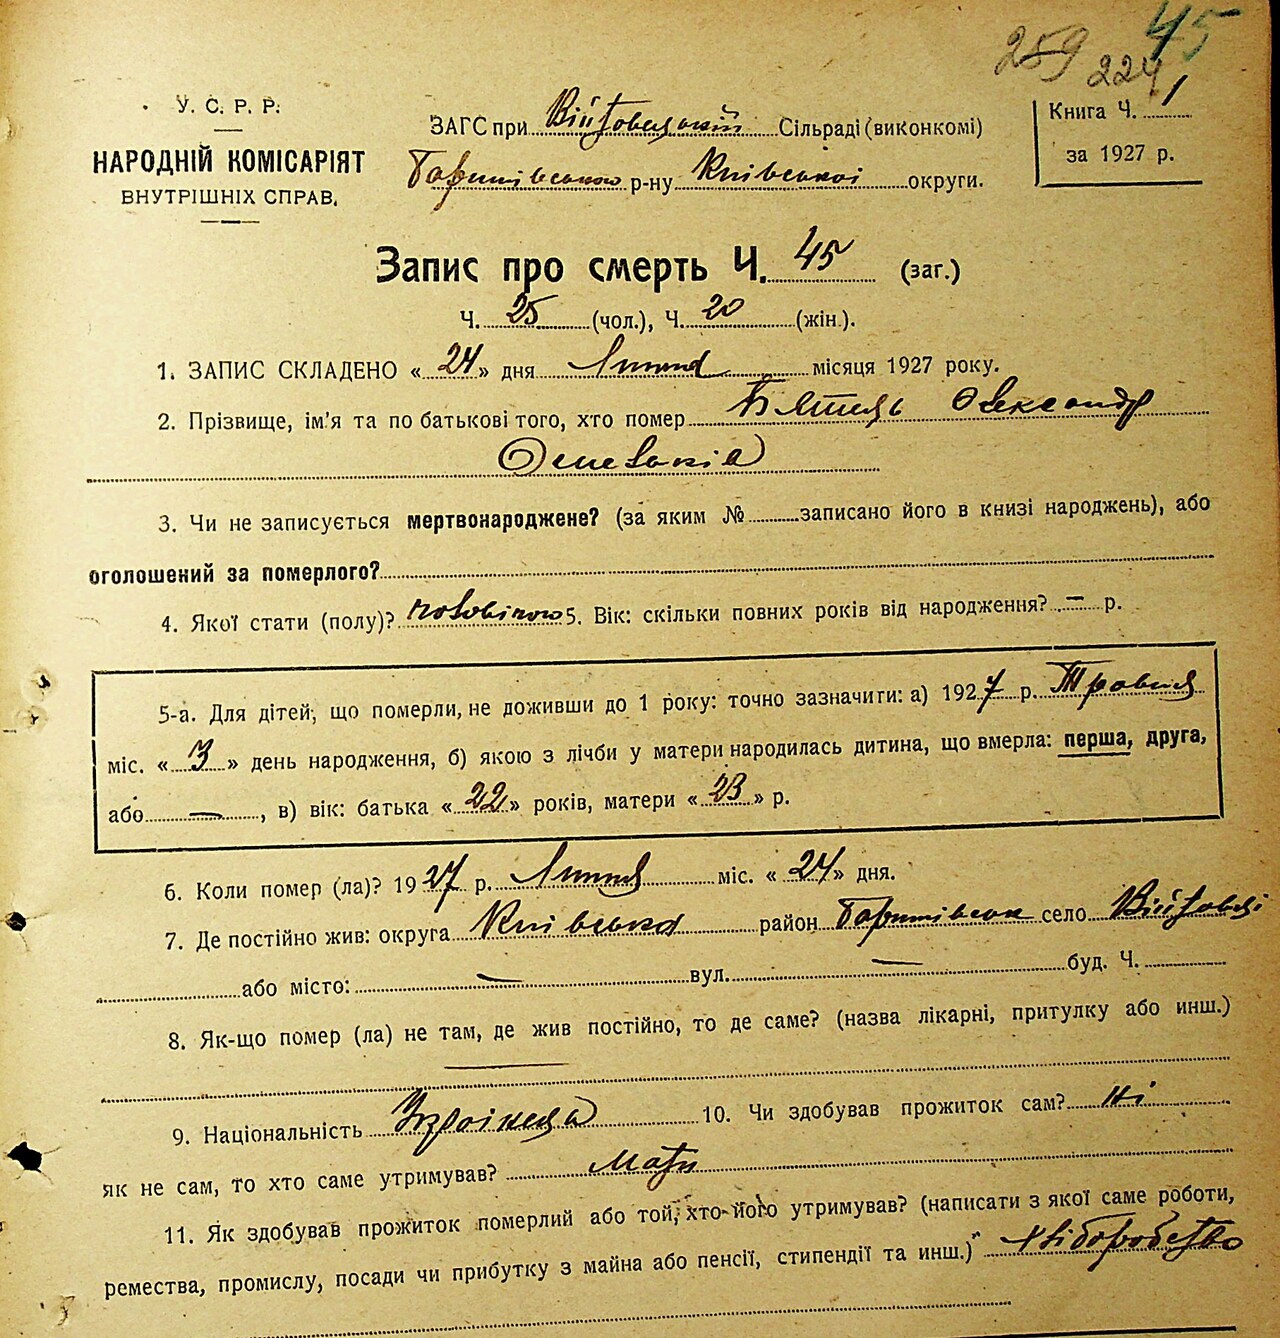 45
259
224
У. С. Р. Р.
НАРОДНІЙ КОМІСАРІЯТ
ВНУТРІШНІХ СПРАВ.
ЗАГС при Війтовецькій Сільраді (виконкомі)
Баришівського р-ну Київської округи.
Книга Ч. 1
за 1927 р.
Запис про смерть Ч. 45 (заг.)
Ч. 25 (чол.), Ч. 20 (жін.).
1. ЗАПИС СКЛАДЕНО « 24 » дня Липня місяця 1927 року.
2. Прізвище, ім'я та по батькові того, хто помер Олександр
3. Чи не записується мертвонароджене? (за яким № записано його в книзі народжень), або
оголошений за померлого?
4. Якої стати (полу)? чоловічою 5. Вік: скільки повних років від народження? — р.
5-а. Для дітей, що померли, не доживши до 1 року: точно зазначити: а) 1927 р. Травня
міс. « 3 » день народження, б) якою з лічби у матери народилась дитина, що вмерла: перша, друга,
або — , в) вік: батька « 22 » років, матери « 23 » р.
6. Коли помер (ла)? 1927 р. Липня міс. « 24 » дня.
7. Де постійно жив: округа Київська район Баришівськ село Війтовці
або місто: — вул. — буд. Ч.
8. Як-що помер (ла) не там, де жив постійно, то де саме? (назва лікарні, притулку або инш.)
—
9. Національність 10. Чи здобував прожиток сам? Ні
як не сам, то хто саме утримував? Мати
11. Як здобував прожиток померлий або той, хто його утримував? (написати з якої саме роботи,
ремества, промислу, посади чи прибутку з майна або пенсії, стипендії та инш.) Хліборобство